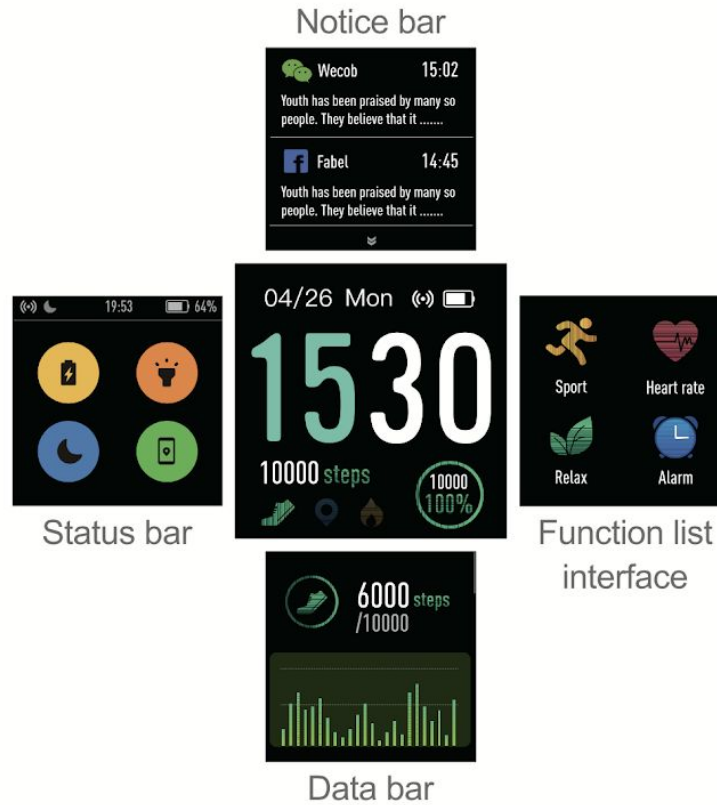 Notice bar
Wecob 15:02
Youth has been praised by many so
people. They believe that it .......
f Fabel 14:45
Youth has been praised by many so
people. They believe that it .......
19:53 64%
Status bar
04/26 Mon
1530
10000 steps
10000
100%
Sport Heart rate
Relax Alarm
Function list
interface
6000 steps
/10000
Data bar